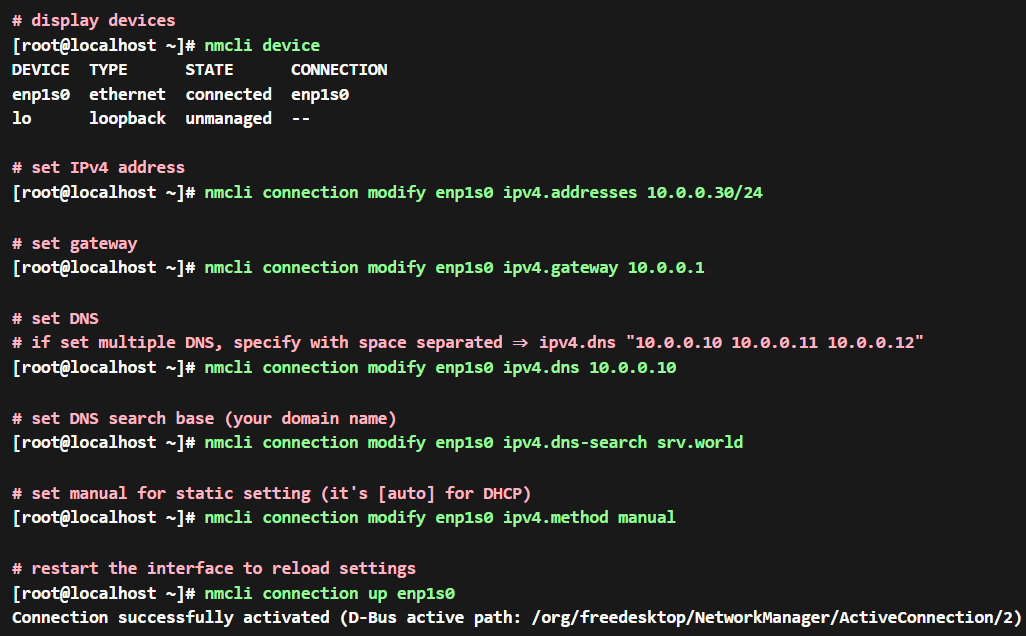 # display devices
[root@localhost ~]# nmcli device
DEVICE  TYPE      STATE      CONNECTION
enp1s0  ethernet  connected  enp1s0
lo      loopback  unmanaged  --
# set IPv4 address
[root@localhost ~]# nmcli connection modify enp1s0 ipv4.addresses 10.0.0.30/24
# set gateway
[root@localhost ~]# nmcli connection modify enp1s0 ipv4.gateway 10.0.0.1
# set DNS
# if set multiple DNS, specify with space separated ⇒ ipv4.dns "10.0.0.10 10.0.0.11 10.0.0.12"
[root@localhost ~]# nmcli connection modify enp1s0 ipv4.dns 10.0.0.10
# set DNS search base (your domain name)
[root@localhost ~]# nmcli connection modify enp1s0 ipv4.dns-search srv.world
# set manual for static setting (it's [auto] for DHCP)
[root@localhost ~]# nmcli connection modify enp1s0 ipv4.method manual
# restart the interface to reload settings
[root@localhost ~]# nmcli connection up enp1s0
Connection successfully activated (D-Bus active path: /org/freedesktop/NetworkManager/ActiveConnection/2)